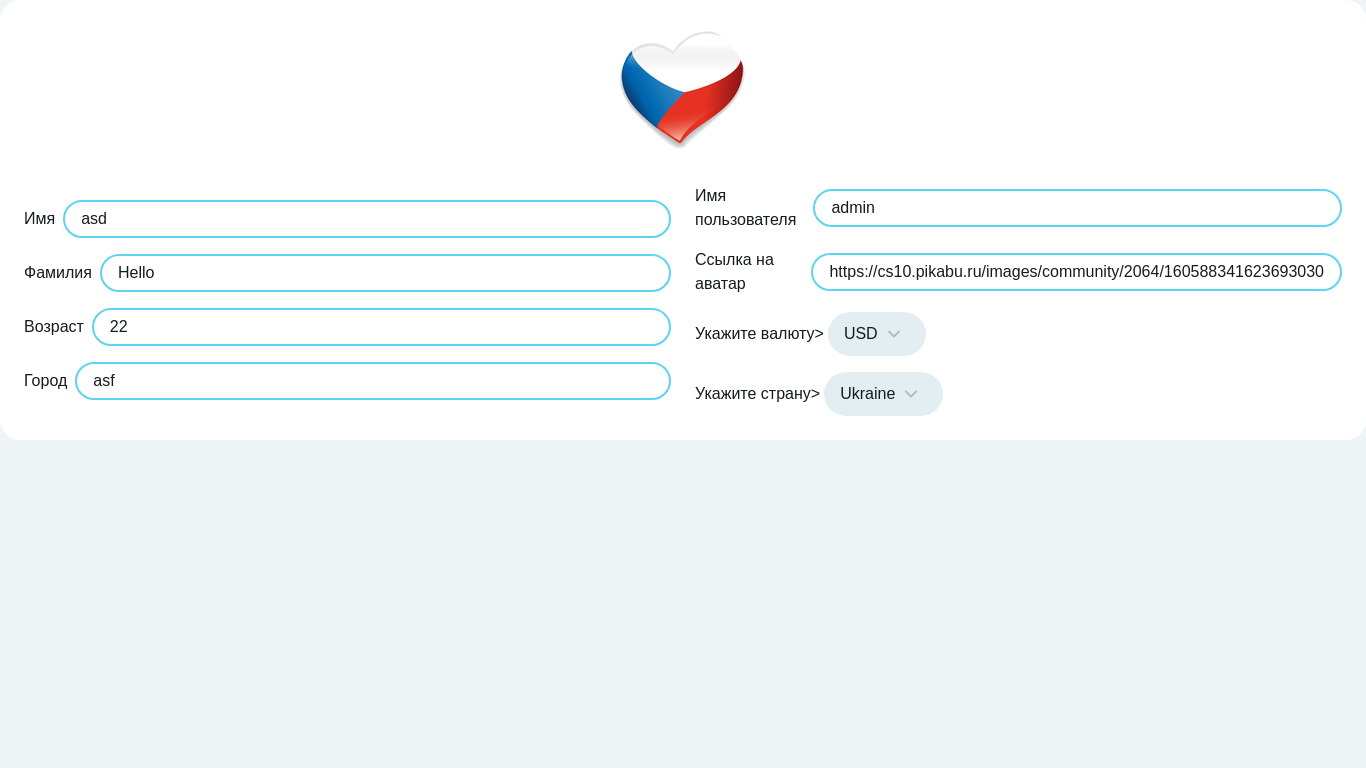 Имя asd
Фамилия Hello
Возраст 22
Город asf
Имя
пользователя admin
Ссылка на
аватар https://cs10.pikabu.ru/images/community/2064/160588341623693030
Укажите валюту> USD
Укажите страну> Ukraine